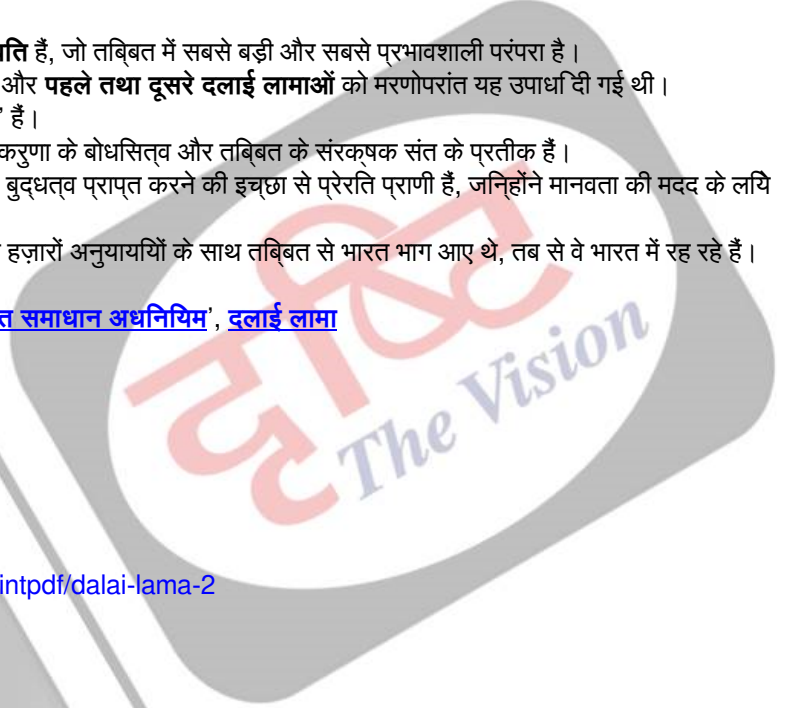 ति हैं, जो तिब्बत में सबसे बड़ी और सबसे प्रभावशाली परंपरा है।
और पहले तथा दूसरे दलाई लामाओं को मरणोपरांत यह उपाधि दी गई थी।
' हैं।
करुणा के बोधिसत्व और तिब्बत के संरक्षक संत के प्रतीक हैं।
बुद्धत्व प्राप्त करने की इच्छा से प्रेरित प्राणी हैं, जिन्होंने मानवता की मदद के लिये
हज़ारों अनुयायियों के साथ तिब्बत से भारत भाग आए थे, तब से वे भारत में रह रहे हैं।
त समाधान अधिनियम', दलाई लामा
दृष्टि
The Vision
intpdf/dalai-lama-2